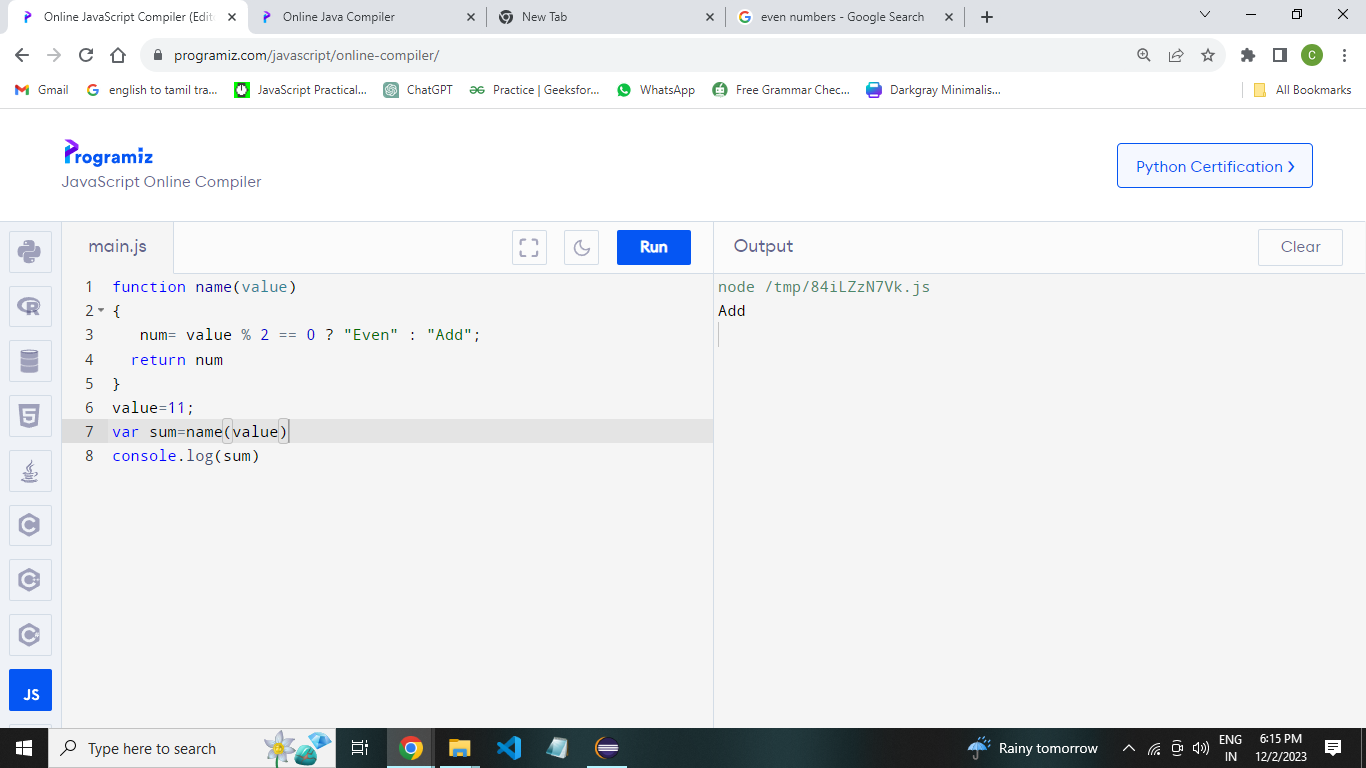 Online JavaScript Compiler (Edit
Online Java Compiler
New Tab
even numbers - Google Search
programiz.com/javascript/online-compiler/
C
Gmail
english to tamil tra...
JavaScript Practical...
ChatGPT
Practice | Geeksfor...
WhatsApp
Free Grammar Chec...
Darkgray Minimalis...
All Bookmarks
Programiz
JavaScript Online Compiler
Python Certification >
main.js
Run
Output
Clear
1 function name(value)
2 {
3 num= value % 2 == 0 ? "Even" : "Add";
4 return num
5 }
6 value=11;
7 var sum=name(value)
8 console.log(sum)
node /tmp/84iLZzN7Vk.js
Add
JS
Type here to search
Rainy tomorrow
ENG
IN
6:15 PM
12/2/2023